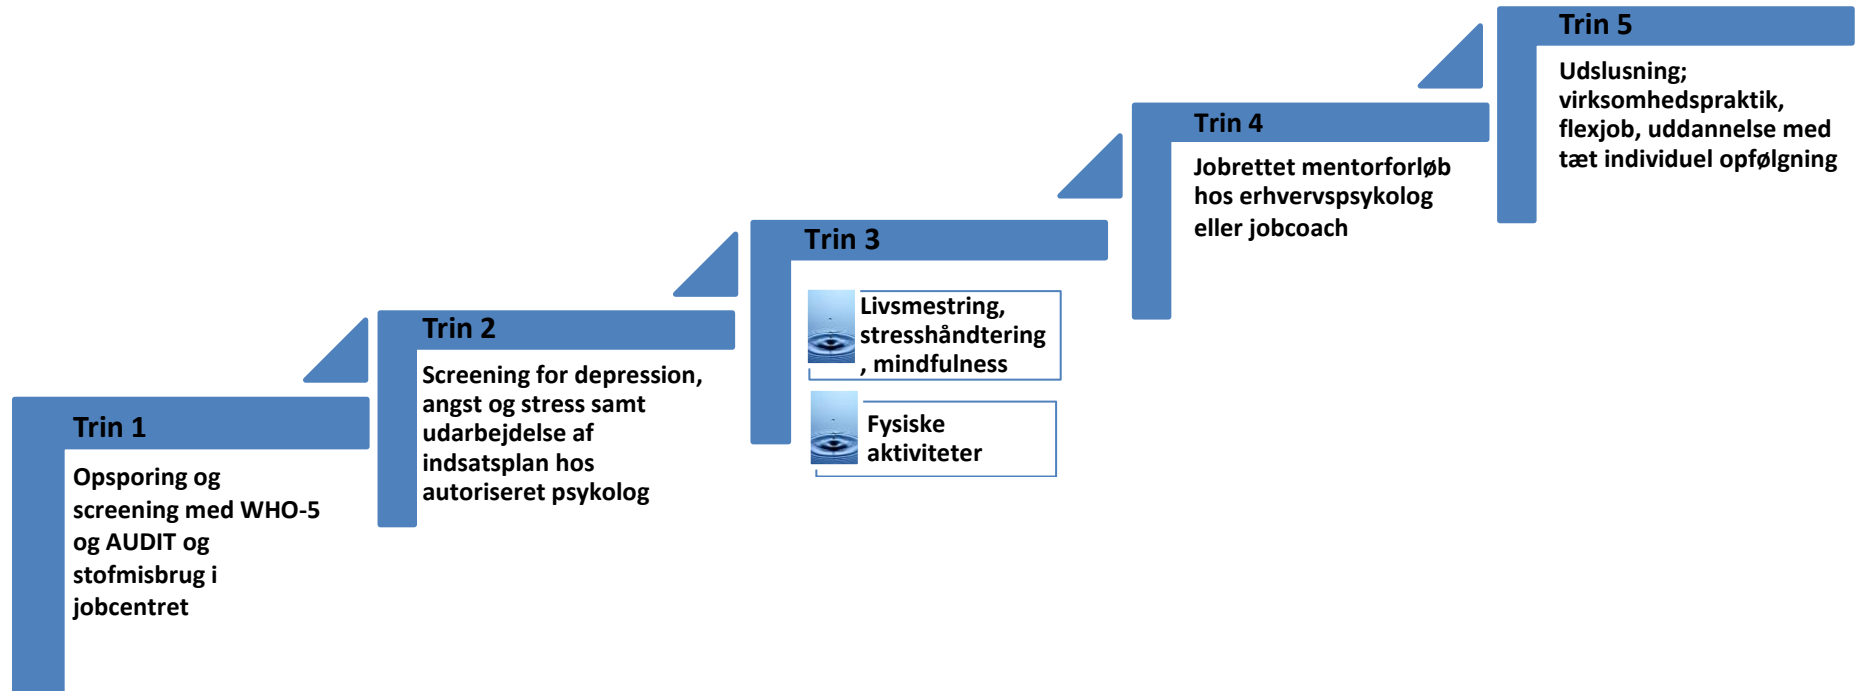 Trin 1
Opsporing og
screening med WHO-5
og AUDIT og
stofmisbrug i
jobcentret
Trin 2
Screening for depression,
angst og stress samt
udarbejdelse af
indsatsplan hos
autoriseret psykolog
Trin 3
Livsmestring,
stresshåndtering
, mindfulness
Fysiske
aktiviteter
Trin 4
Jobrettet mentorforløb
hos erhvervspsykolog
eller jobcoach
Trin 5
Udslusning;
virksomhedspraktik,
flexjob, uddannelse med
tæt individuel opfølgning